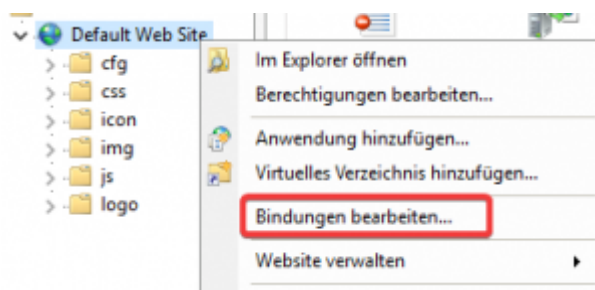 Default Web Site
cfg
css
icon
img
js
logo
Im Explorer öffnen
Berechtigungen bearbeiten...
Anwendung hinzufügen...
Virtuelles Verzeichnis hinzufügen...
Bindungen bearbeiten...
Website verwalten